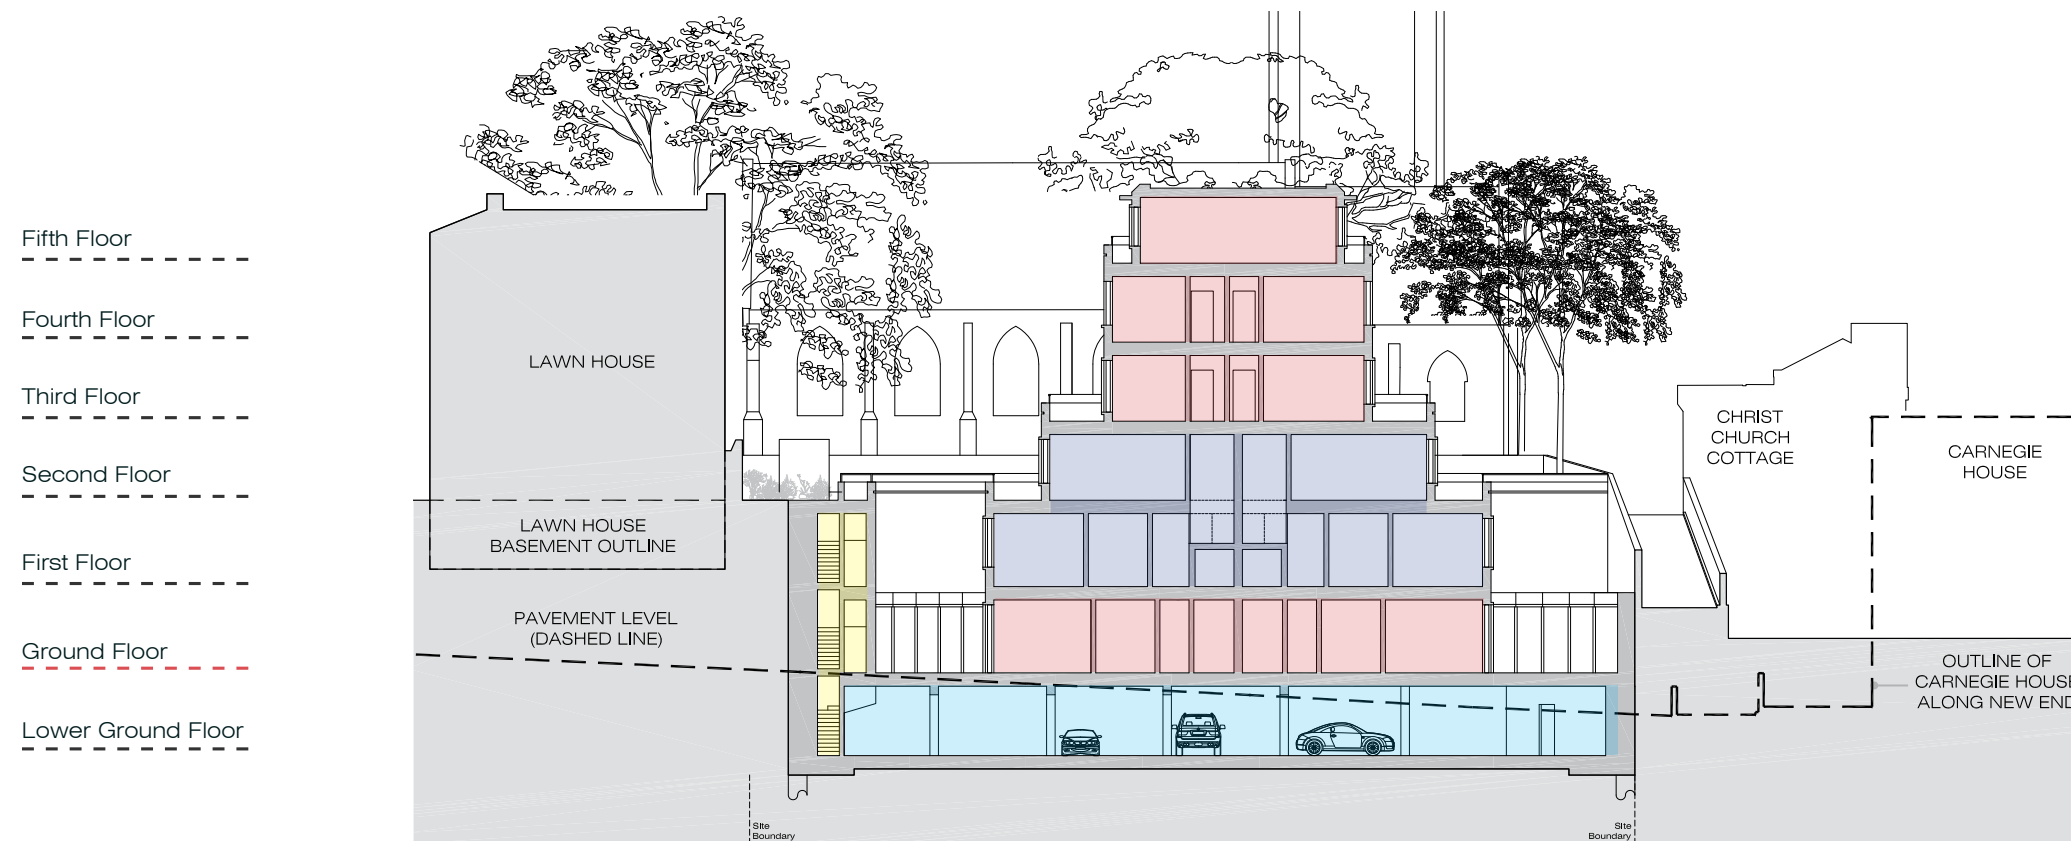 Fifth Floor
Fourth Floor
Third Floor
Second Floor
First Floor
Ground Floor
Lower Ground Floor
LAWN HOUSE
LAWN HOUSE
BASEMENT OUTLINE
PAVEMENT LEVEL
(DASHED LINE)
CHRIST
CHURCH
COTTAGE
CARNEGIE
HOUSE
OUTLINE OF
CARNEGIE HOUSE
ALONG NEW END
Site
Boundary
Site
Boundary